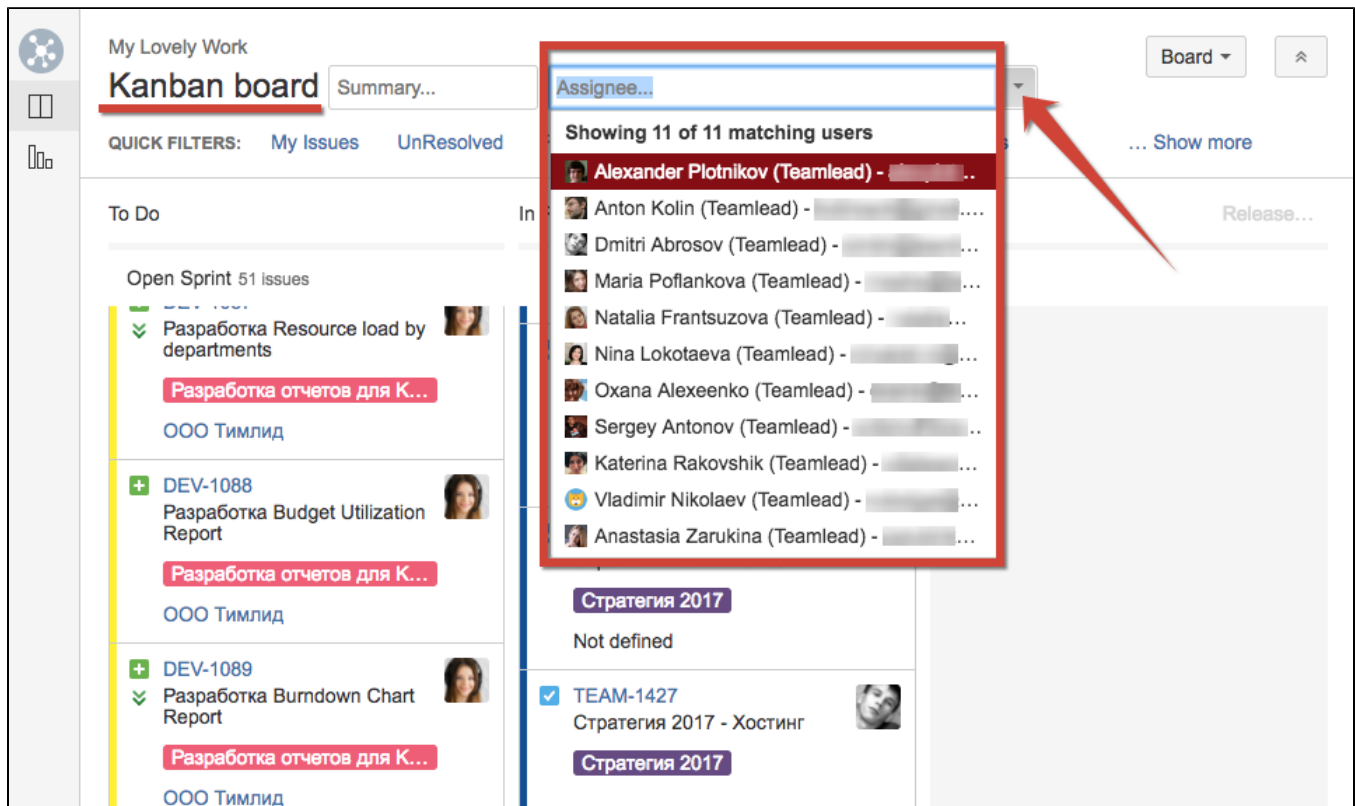 My Lovely Work
Kanban board
Summary...
Assignee...
Board
QUICK FILTERS: My Issues UnResolved
... Show more
Showing 11 of 11 matching users
Alexander Plotnikov (Teamlead) - ...
Anton Kolin (Teamlead) - ...
Dmitri Abrosov (Teamlead) - ...
Maria Poflankova (Teamlead) - ...
Natalia Frantsuzova (Teamlead) - ...
Nina Lokotaeva (Teamlead) - ...
Oxana Alexeenko (Teamlead) - ...
Sergey Antonov (Teamlead) - ...
Katerina Rakovshik (Teamlead) - ...
Vladimir Nikolaev (Teamlead) - ...
Anastasia Zarukina (Teamlead) - ...
To Do
In
Release...
Open Sprint 51 issues
Разработка Resource load by
departments
Разработка отчетов для К...
ООО Тимлид
DEV-1088
Разработка Budget Utilization
Report
Разработка отчетов для К...
ООО Тимлид
DEV-1089
Разработка Burndown Chart
Report
Разработка отчетов для К...
ООО Тимлид
Стратегия 2017
Not defined
TEAM-1427
Стратегия 2017 - Хостинг
Стратегия 2017